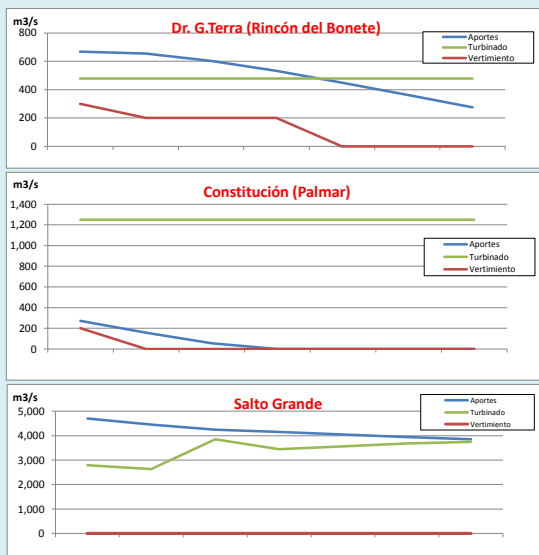 m3/s
Dr. G.Terra (Rincón del Bonete)
800
600
400
200
0
Aportes
Turbinado
Vertimiento
m3/s
Constitución (Palmar)
1,400
1,200
1,000
800
600
400
200
0
Aportes
Turbinado
Vertimiento
m3/s
Salto Grande
5,000
4,000
3,000
2,000
1,000
0
Aportes
Turbinado
Vertimiento